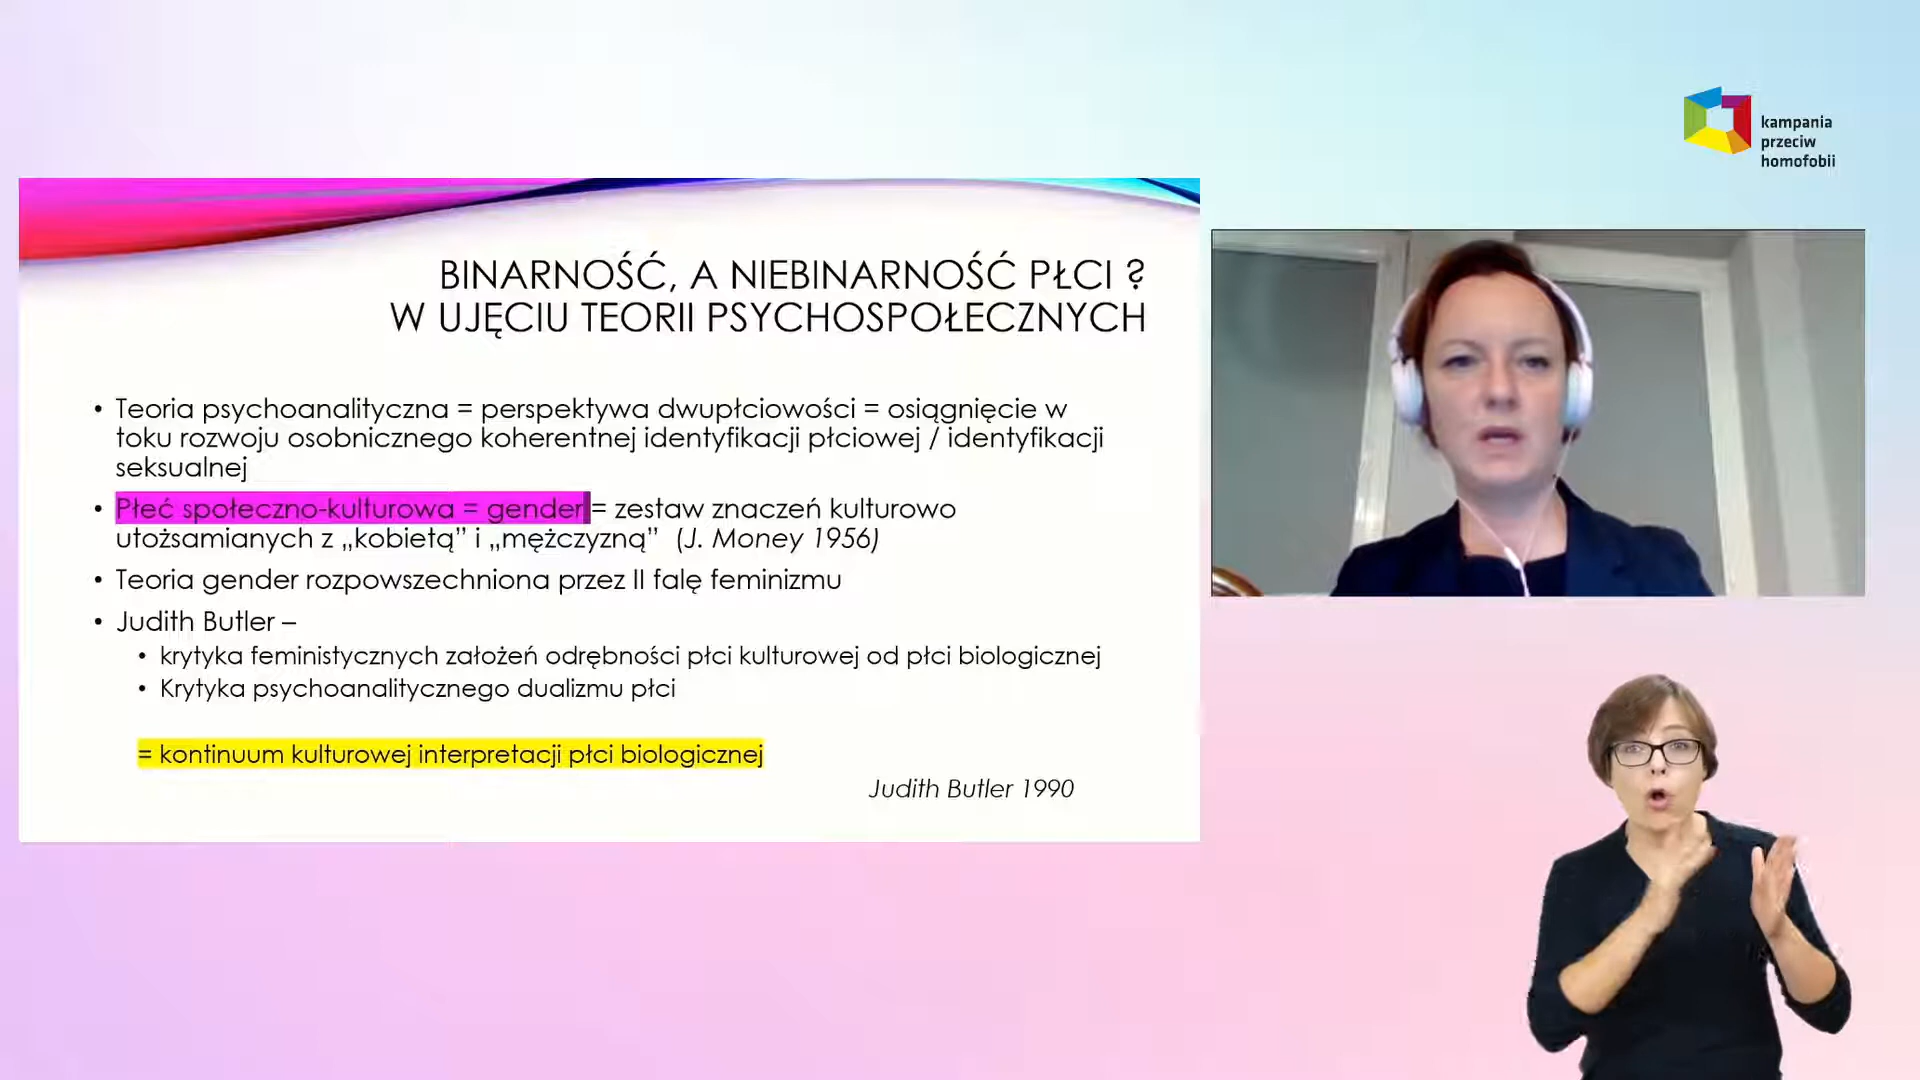 kampania
przeciw
homofobii
BINARNOŚĆ, A NIEBINARNOŚĆ PŁCI ?
W UJĘCIU TEORII PSYCHOSPOŁECZNYCH
• Teoria psychoanalityczna = perspektywa dwupłciowości = osiągnięcie w
toku rozwoju osobnicznego koherentnej identyfikacji płciowej / identyfikacji
seksualnej
• Płeć społeczno-kulturowa = gender = zestaw znaczeń kulturowo
utożsamianych z „kobietą” i „mężczyzną” (J. Money 1956)
• Teoria gender rozpowszechniona przez II falę feminizmu
• Judith Butler –
• krytyka feministycznych założeń odrębności płci kulturowej od płci biologicznej
• Krytyka psychoanalitycznego dualizmu płci
= kontinuum kulturowej interpretacji płci biologicznej
Judith Butler 1990